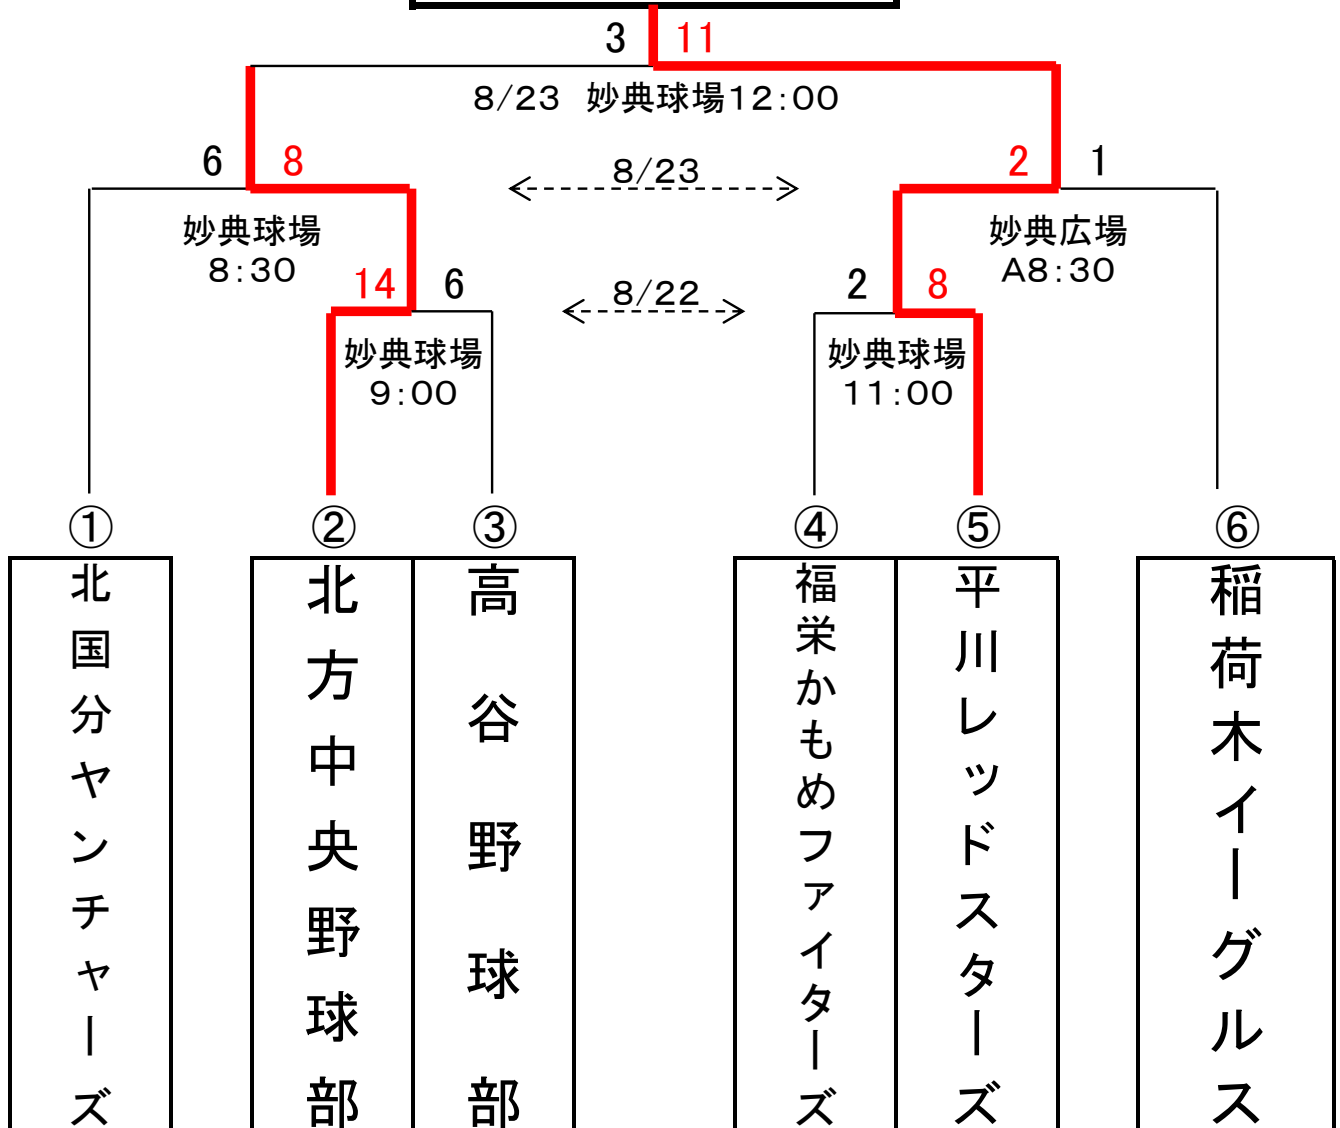 3 11
8/23 妙典球場12:00
6 8
8/23
2 1
妙典球場
8:30
妙典広場
A8:30
14 6
8/22
2 8
妙典球場
9:00
妙典球場
11:00
① ② ③ ④ ⑤ ⑥
北国分ヤンチャーズ
北方中央野球部
高谷野球部
福栄かもめファイターズ
平川レッドスターズ
稲荷木イーグルス